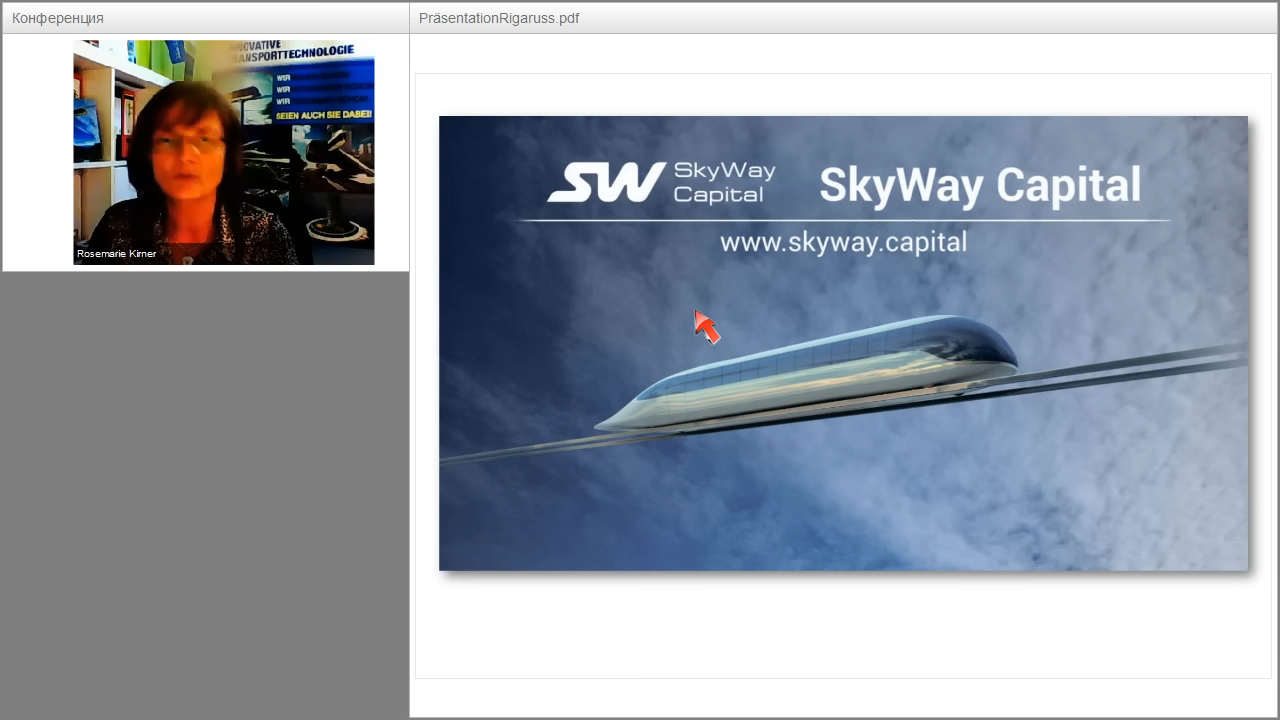 Конференция
PräsentationRigaruss.pdf
TRANSPORTTECHNOLOGIE
WIR
WIR
WIR
SEIEN AUCH SIE DABEI!
Rosemarie Kirner
SW SkyWay
Capital
SkyWay Capital
www.skyway.capital